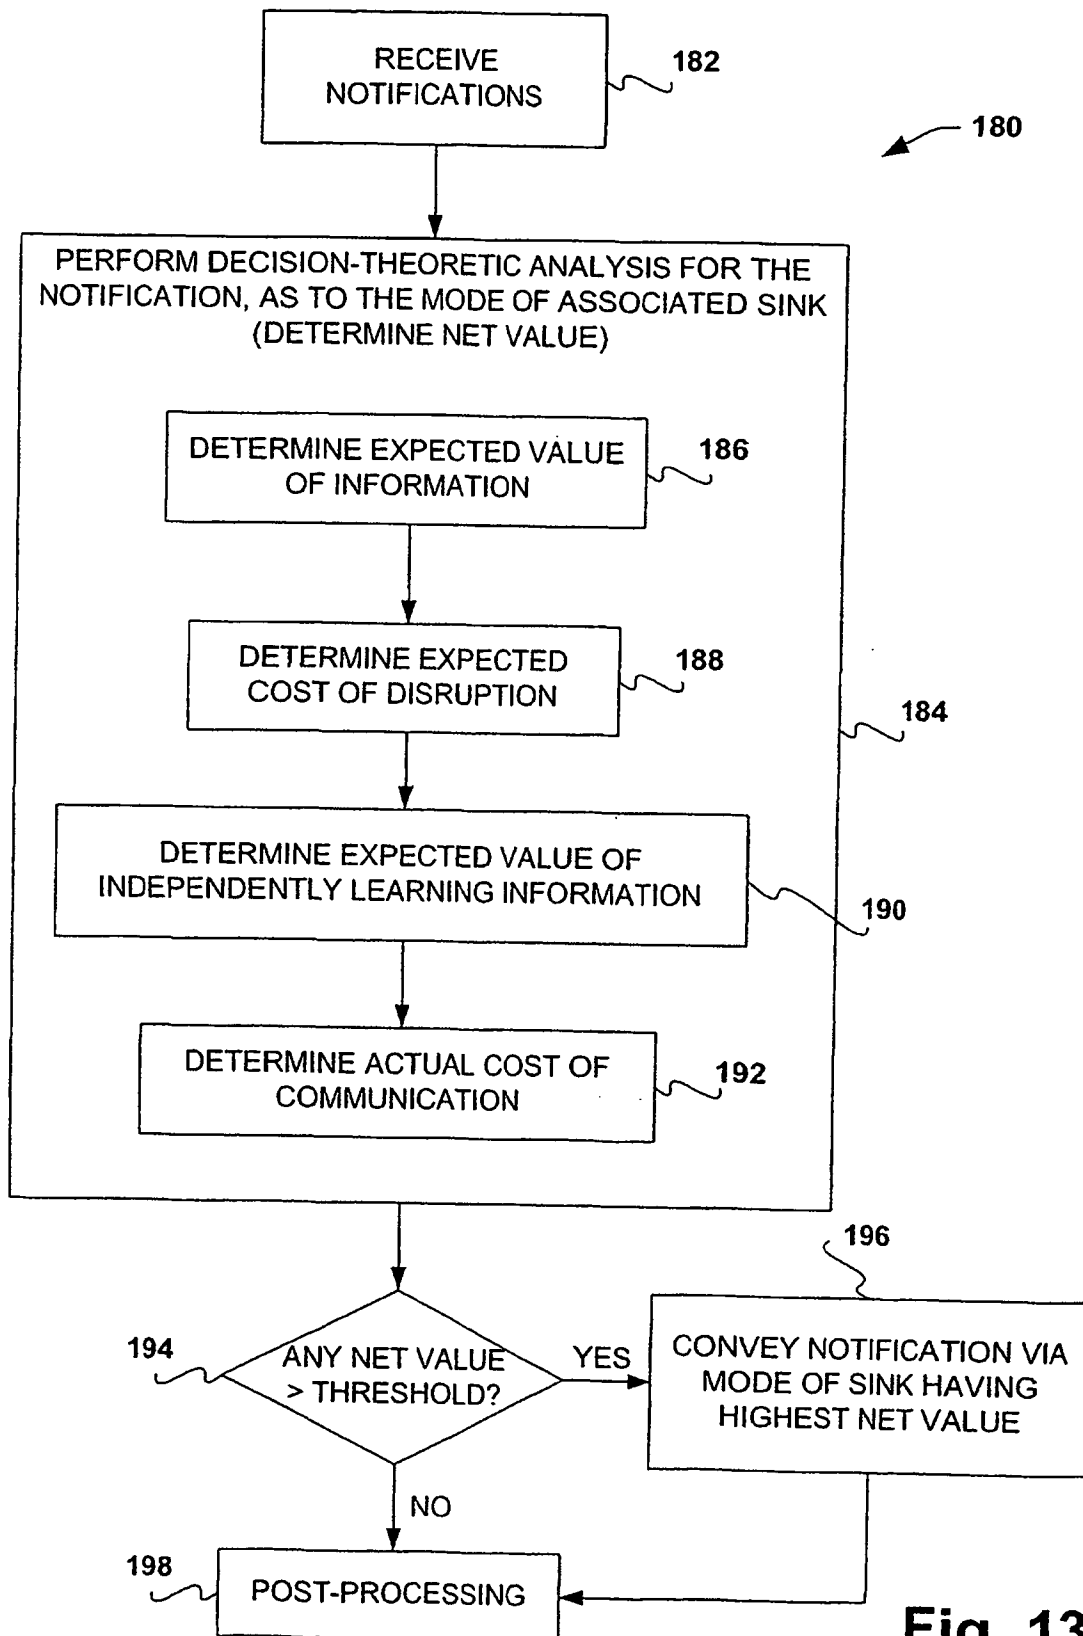 RECEIVE
NOTIFICATIONS
182
180
PERFORM DECISION-THEORETIC ANALYSIS FOR THE
NOTIFICATION, AS TO THE MODE OF ASSOCIATED SINK
(DETERMINE NET VALUE)
DETERMINE EXPECTED VALUE
OF INFORMATION
186
DETERMINE EXPECTED
COST OF DISRUPTION
188
184
DETERMINE EXPECTED VALUE OF
INDEPENDENTLY LEARNING INFORMATION
190
DETERMINE ACTUAL COST OF
COMMUNICATION
192
196
194
ANY NET VALUE
> THRESHOLD?
YES
CONVEY NOTIFICATION VIA
MODE OF SINK HAVING
HIGHEST NET VALUE
NO
198
POST-PROCESSING
Fig. 13